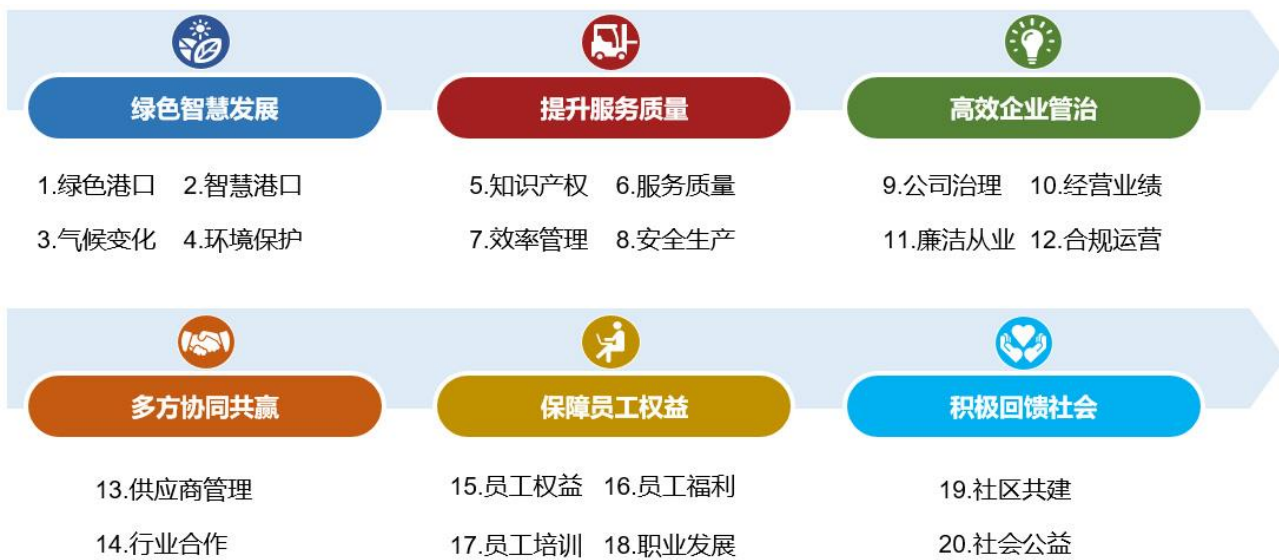 绿色智慧发展 提升服务质量 高效企业管治
1.绿色港口 2.智慧港口 5.知识产权 6.服务质量 9.公司治理 10.经营业绩
3.气候变化 4.环境保护 7.效率管理 8.安全生产 11.廉洁从业 12.合规运营
多方协同共赢 保障员工权益 积极回馈社会
13.供应商管理 15.员工权益 16.员工福利 19.社区共建
14.行业合作 17.员工培训 18.职业发展 20.社会公益